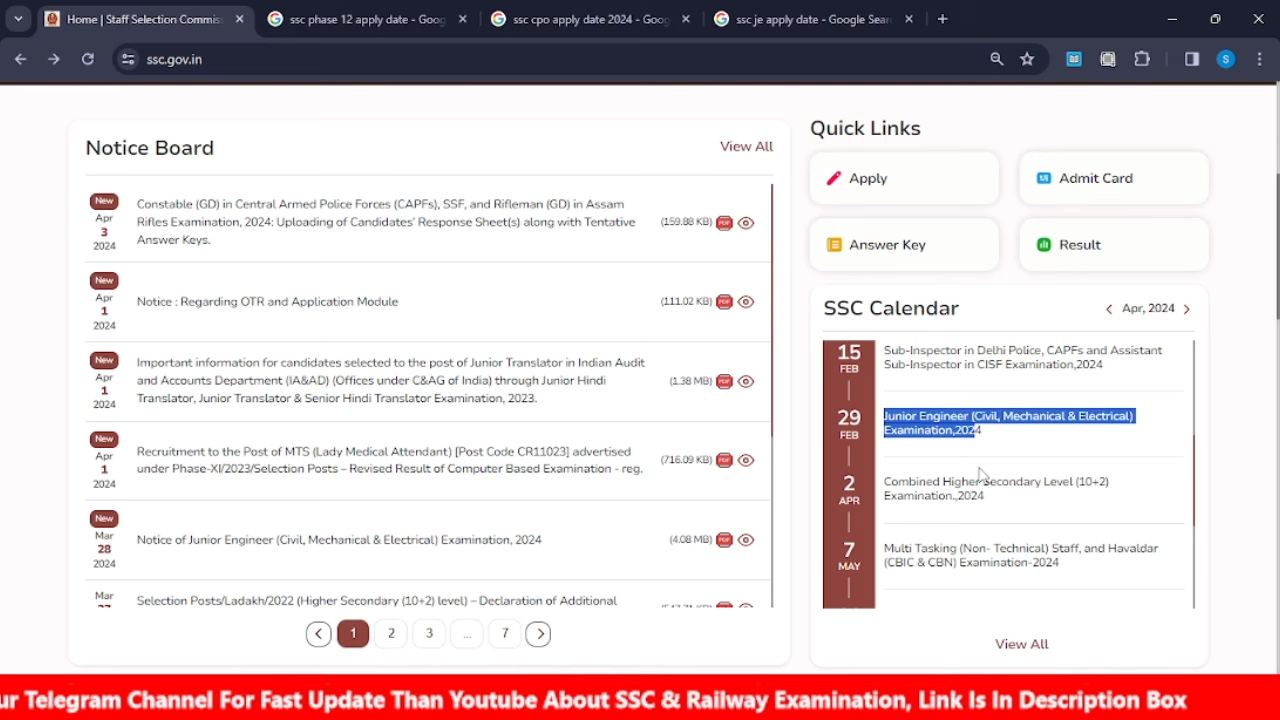 Home | Staff Selection Commis
ssc phase 12 apply date - Goog
ssc cpo apply date 2024 - Goog
ssc je apply date - Google Sear
ssc.gov.in
S
Notice Board
View All
New
Apr
3
2024
Constable (GD) in Central Armed Police Forces (CAPFs), SSF, and Rifleman (GD) in Assam
Rifles Examination, 2024: Uploading of Candidates' Response Sheet(s) along with Tentative
Answer Keys.
(159.88 KB)
PDF
New
Apr
1
2024
Notice : Regarding OTR and Application Module
(111.02 KB)
PDF
New
Apr
1
2024
Important information for candidates selected to the post of Junior Translator in Indian Audit
and Accounts Department (IA&AD) (Offices under C&AG of India) through Junior Hindi
Translator, Junior Translator & Senior Hindi Translator Examination, 2023.
(1.38 MB)
PDF
New
Apr
1
2024
Recruitment to the Post of MTS (Lady Medical Attendant) [Post Code CR11023] advertised
under Phase-XI/2023/Selection Posts – Revised Result of Computer Based Examination - reg.
(716.09 KB)
PDF
New
Mar
28
2024
Notice of Junior Engineer (Civil, Mechanical & Electrical) Examination, 2024
(4.08 MB)
PDF
Mar
Selection Posts/Ladakh/2022 (Higher Secondary (10+2) level) – Declaration of Additional
1
2
3
...
7
Quick Links
Apply
Admit Card
Answer Key
Result
SSC Calendar
Apr, 2024
15
FEB
Sub-Inspector in Delhi Police, CAPFs and Assistant
Sub-Inspector in CISF Examination,2024
29
FEB
Junior Engineer (Civil, Mechanical & Electrical)
Examination,2024
2
APR
Combined Higher Secondary Level (10+2)
Examination.,2024
7
MAY
Multi Tasking (Non- Technical) Staff, and Havaldar
(CBIC & CBN) Examination-2024
View All
ur Telegram Channel For Fast Update Than Youtube About SSC & Railway Examination, Link Is In Description Box